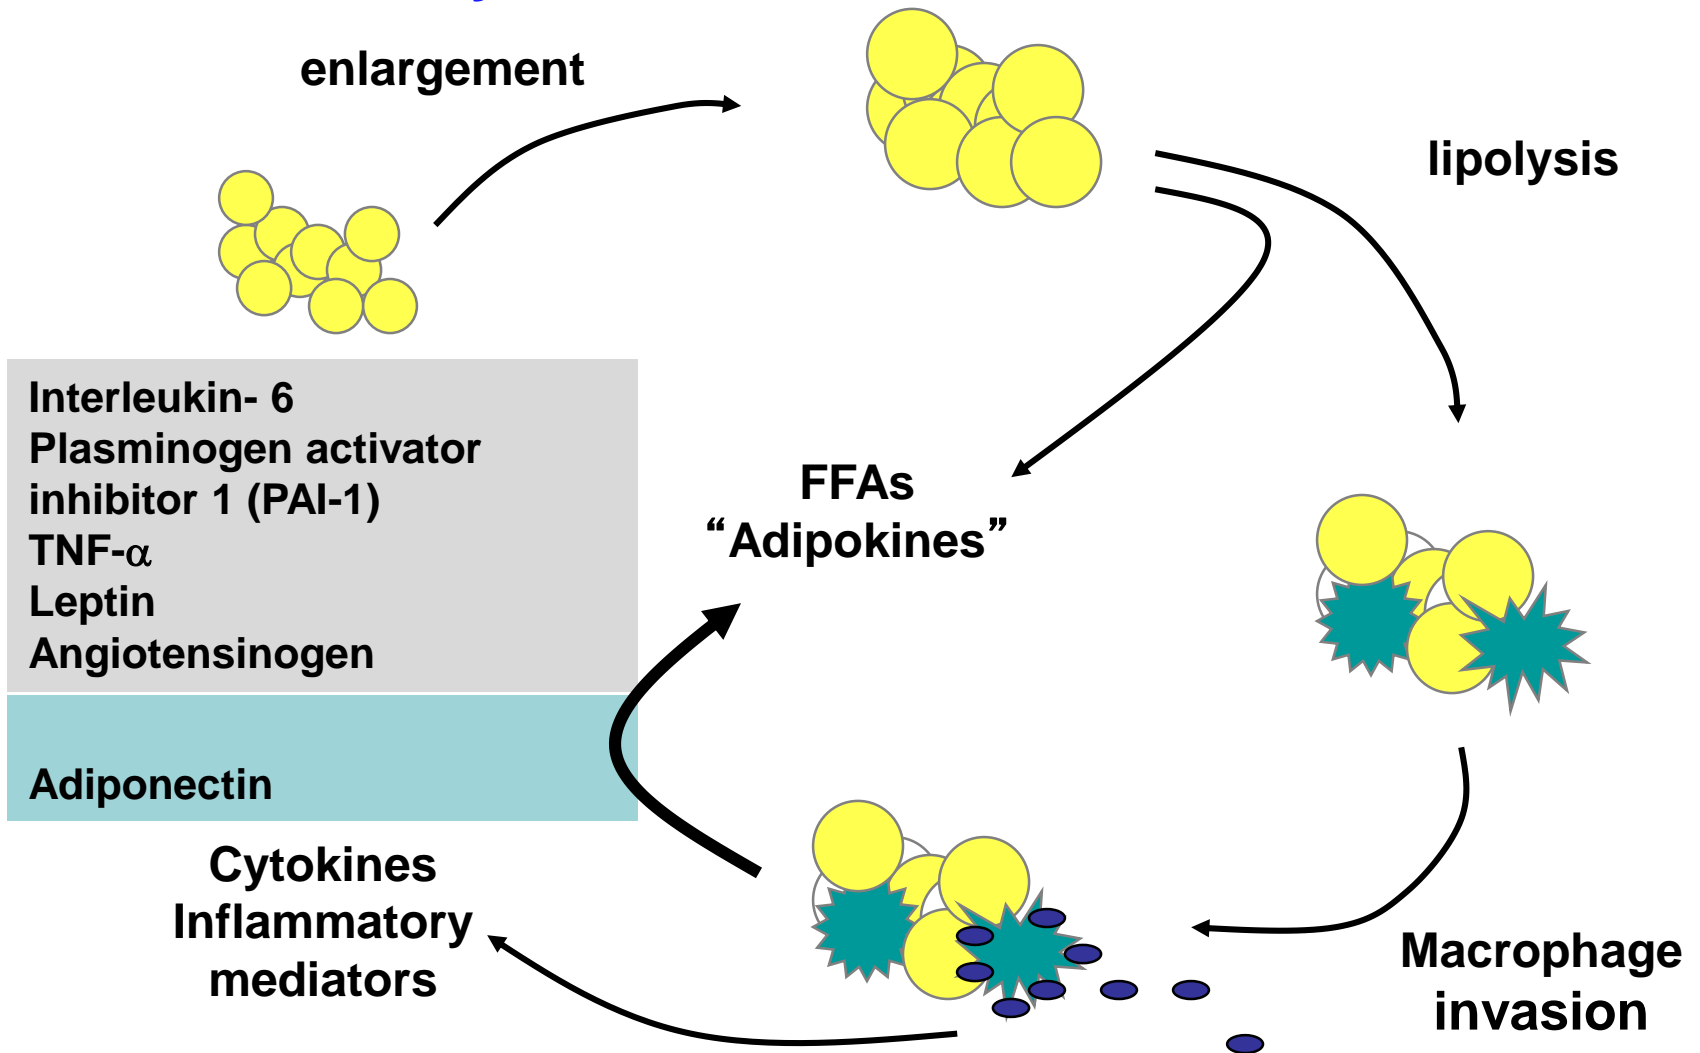 enlargement
lipolysis
Interleukin- 6
Plasminogen activator
inhibitor 1 (PAI-1)
TNF-α
Leptin
Angiotensinogen
FFAs
“Adipokines”
Adiponectin
Cytokines
Inflammatory
mediators
Macrophage
invasion